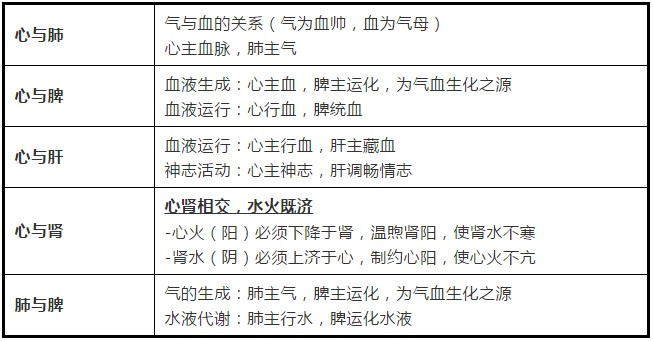 心与肺
气与血的关系（气为血帅，血为气母）
心主血脉，肺主气
心与脾
血液生成：心主血，脾主运化，为气血生化之源
血液运行：心行血，脾统血
心与肝
血液运行：心主行血，肝主藏血
神志活动：心主神志，肝调畅情志
心与肾
心肾相交，水火既济
-心火（阳）必须下降于肾，温煦肾阳，使肾水不寒
-肾水（阴）必须上济于心，制约心阳，使心火不亢
肺与脾
气的生成：肺主气，脾主运化，为气血生化之源
水液代谢：肺主行水，脾运化水液